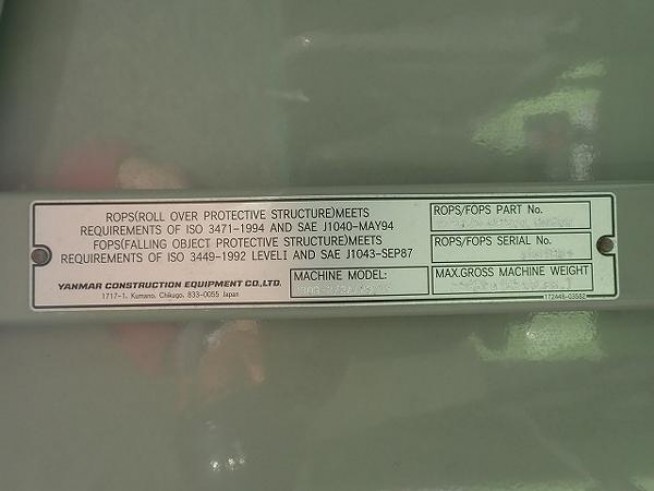 ROPS(ROLL OVER PROTECTIVE STRUCTURE)MEETS
REQUIREMENTS OF ISO 3471-1994 AND SAE J1040-MAY94
FOPS(FALLING OBJECT PROTECTIVE STRUCTURE)MEETS
REQUIREMENTS OF ISO 3449-1992 LEVELI AND SAE J1043-SEP87
YANMAR CONSTRUCTION EQUIPMENT CO.,LTD.
1717-1, Kumano, Chikugo, 833-0055 Japan
MACHINE MODEL:
ROPS/FOPS PART No.
ROPS/FOPS SERIAL No.
MAX.GROSS MACHINE WEIGHT
172A48-03582